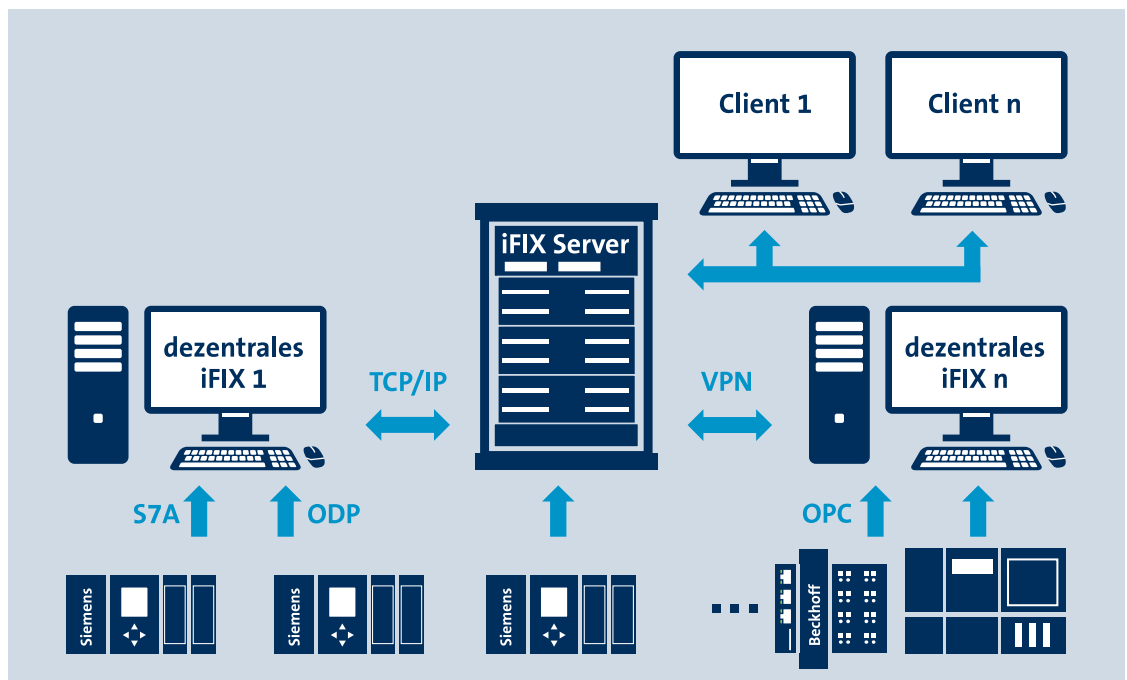 Client 1
Client n
iFIX Server
dezentrales
iFIX 1
TCP/IP
VPN
dezentrales
iFIX n
S7A
ODP
OPC
Siemens
Siemens
Siemens
Beckhoff